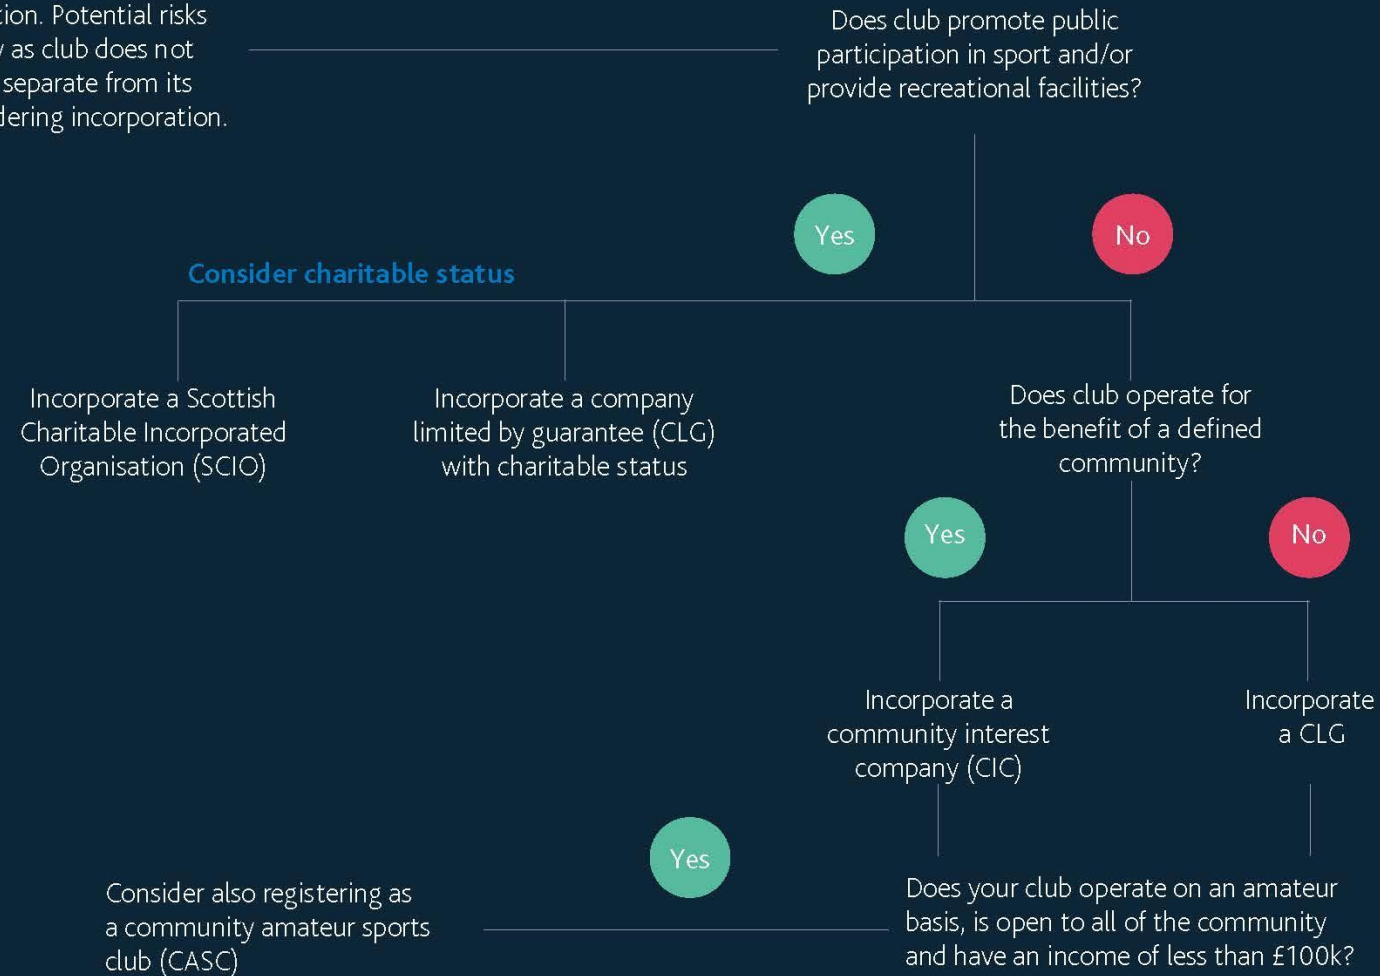 tion. Potential risks
as club does not
separate from its
dering incorporation.
Does club promote public
participation in sport and/or
provide recreational facilities?
Yes
No
Consider charitable status
Incorporate a Scottish
Charitable Incorporated
Organisation (SCIO)
Incorporate a company
limited by guarantee (CLG)
with charitable status
Does club operate for
the benefit of a defined
community?
Yes
No
Incorporate a
community interest
company (CIC)
Incorporate
a CLG
Yes
Consider also registering as
a community amateur sports
club (CASC)
Does your club operate on an amateur
basis, is open to all of the community
and have an income of less than £100k?